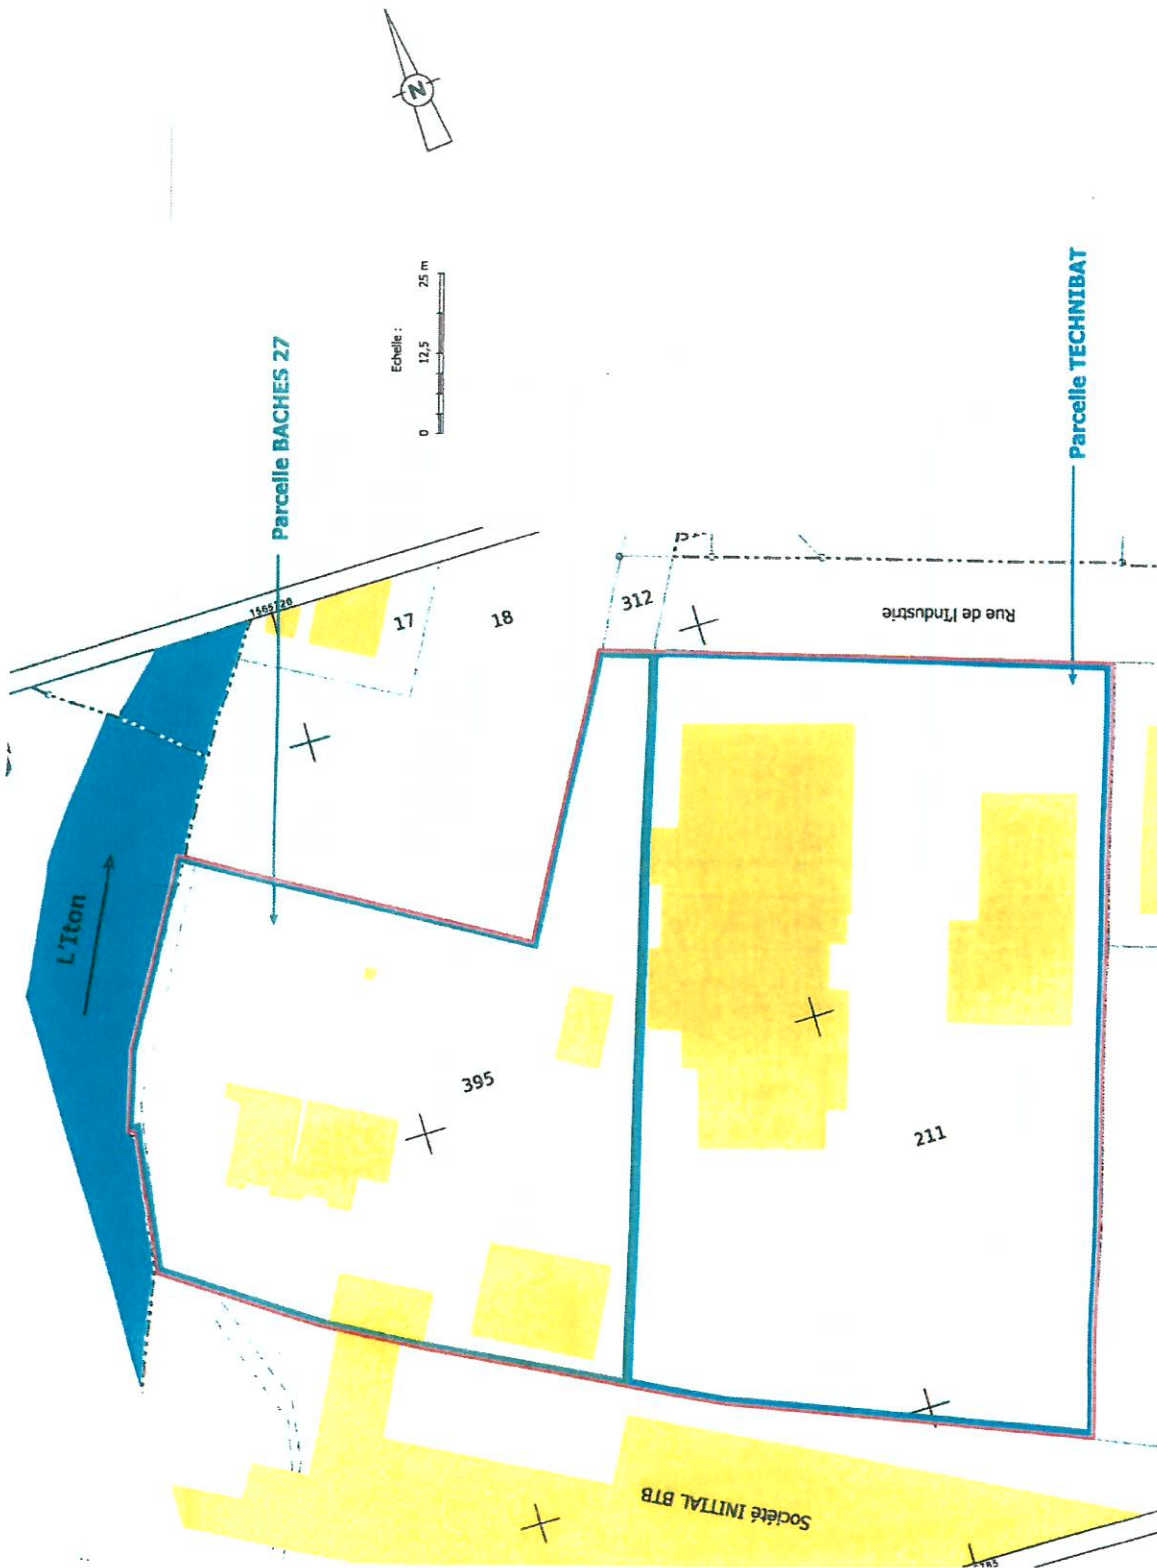 N
Echelle :
0 12,5 25 m
Parcelle BACHES 27
Parcelle TECHNIBAT
L'Iton
1565120
17
18
312
Rue de l'Industrie
395
211
Société INITIAL BTB